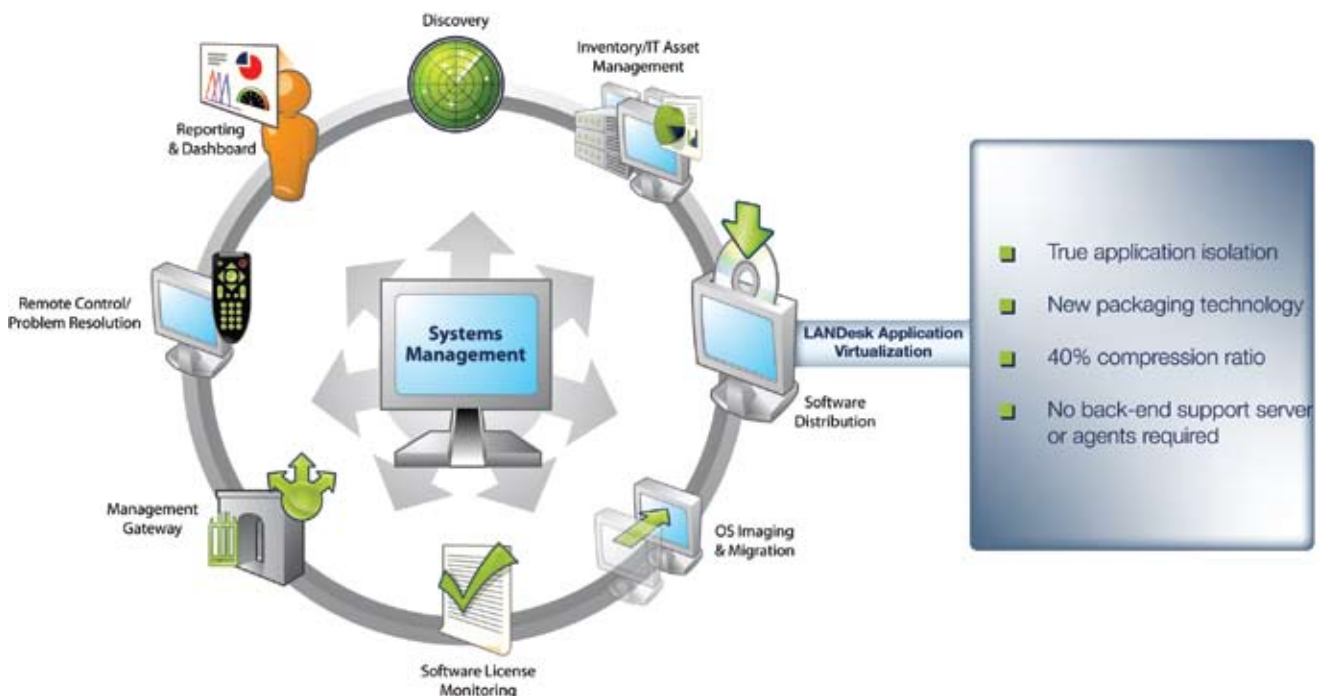 Discovery
Inventory/IT Asset
Management
Reporting
& Dashboard
True application isolation
New packaging technology
Remote Control/
Problem Resolution
Systems
Management
LANDesk Application
Virtualization
40% compression ratio
Software
Distribution
No back-end support server
or agents required
Management
Gateway
OS Imaging
& Migration
Software License
Monitoring